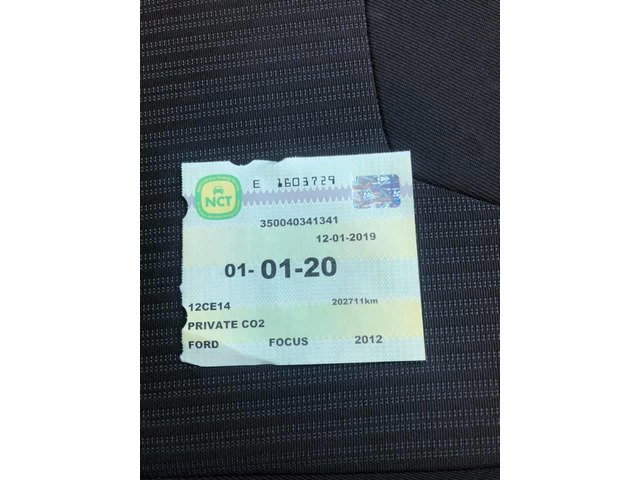 E 1603729
NCT
350040341341
12-01-2019
01-01-20
12CE14 202711km
PRIVATE CO2
FORD FOCUS 2012